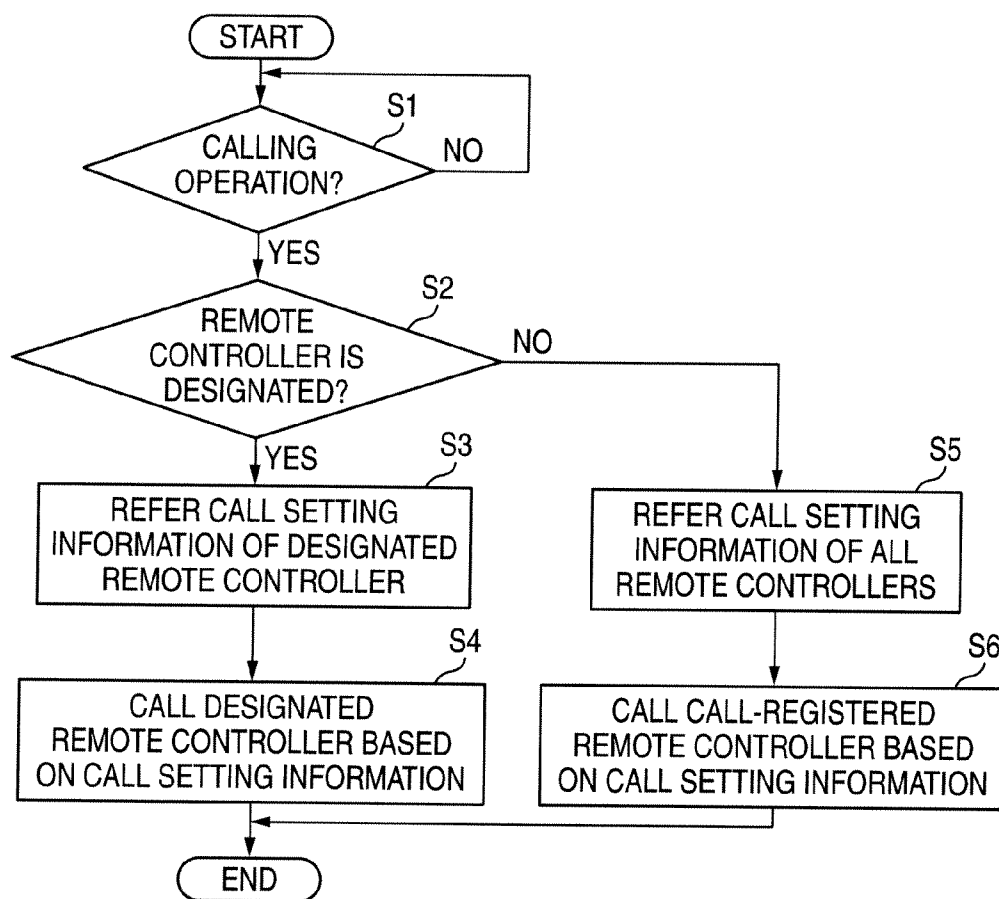 START
S1
CALLING
OPERATION?
NO
YES
S2
REMOTE
CONTROLLER IS
DESIGNATED?
NO
YES
S3
REFER CALL SETTING
INFORMATION OF DESIGNATED
REMOTE CONTROLLER
S5
REFER CALL SETTING
INFORMATION OF ALL
REMOTE CONTROLLERS
S4
CALL DESIGNATED
REMOTE CONTROLLER BASED
ON CALL SETTING INFORMATION
S6
CALL CALL-REGISTERED
REMOTE CONTROLLER BASED
ON CALL SETTING INFORMATION
END